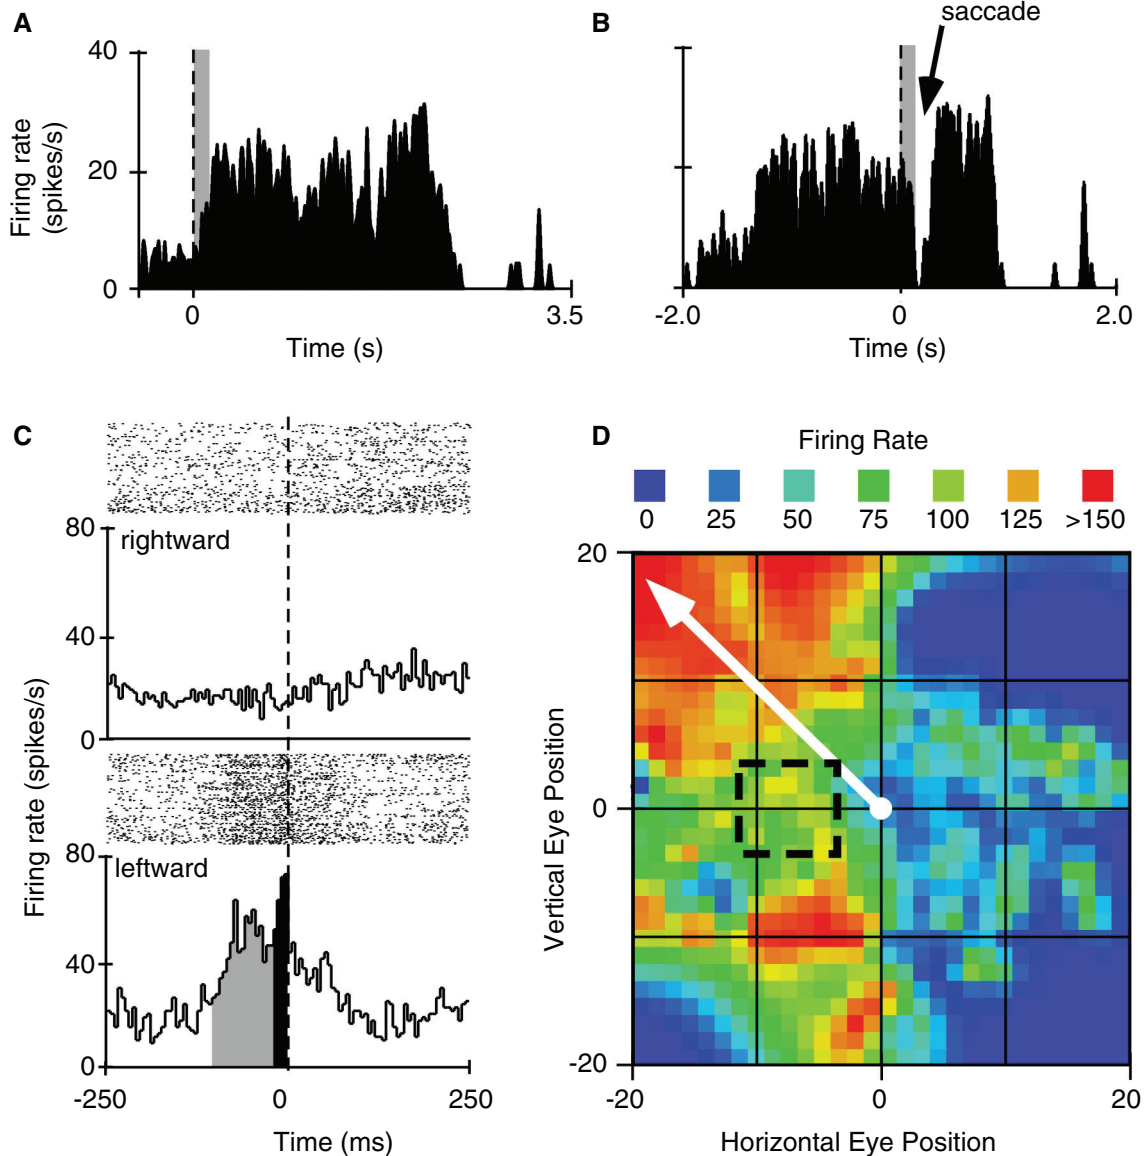 A
40
20
0
Firing rate
(spikes/s)
0
3.5
Time (s)
B
saccade
-2.0
0
2.0
Time (s)
C
80
rightward
40
0
80
leftward
40
0
Firing rate (spikes/s)
-250
0
250
Time (ms)
D
Firing Rate
0 25 50 75 100 125 >150
20
0
-20
Vertical Eye Position
-20
0
20
Horizontal Eye Position